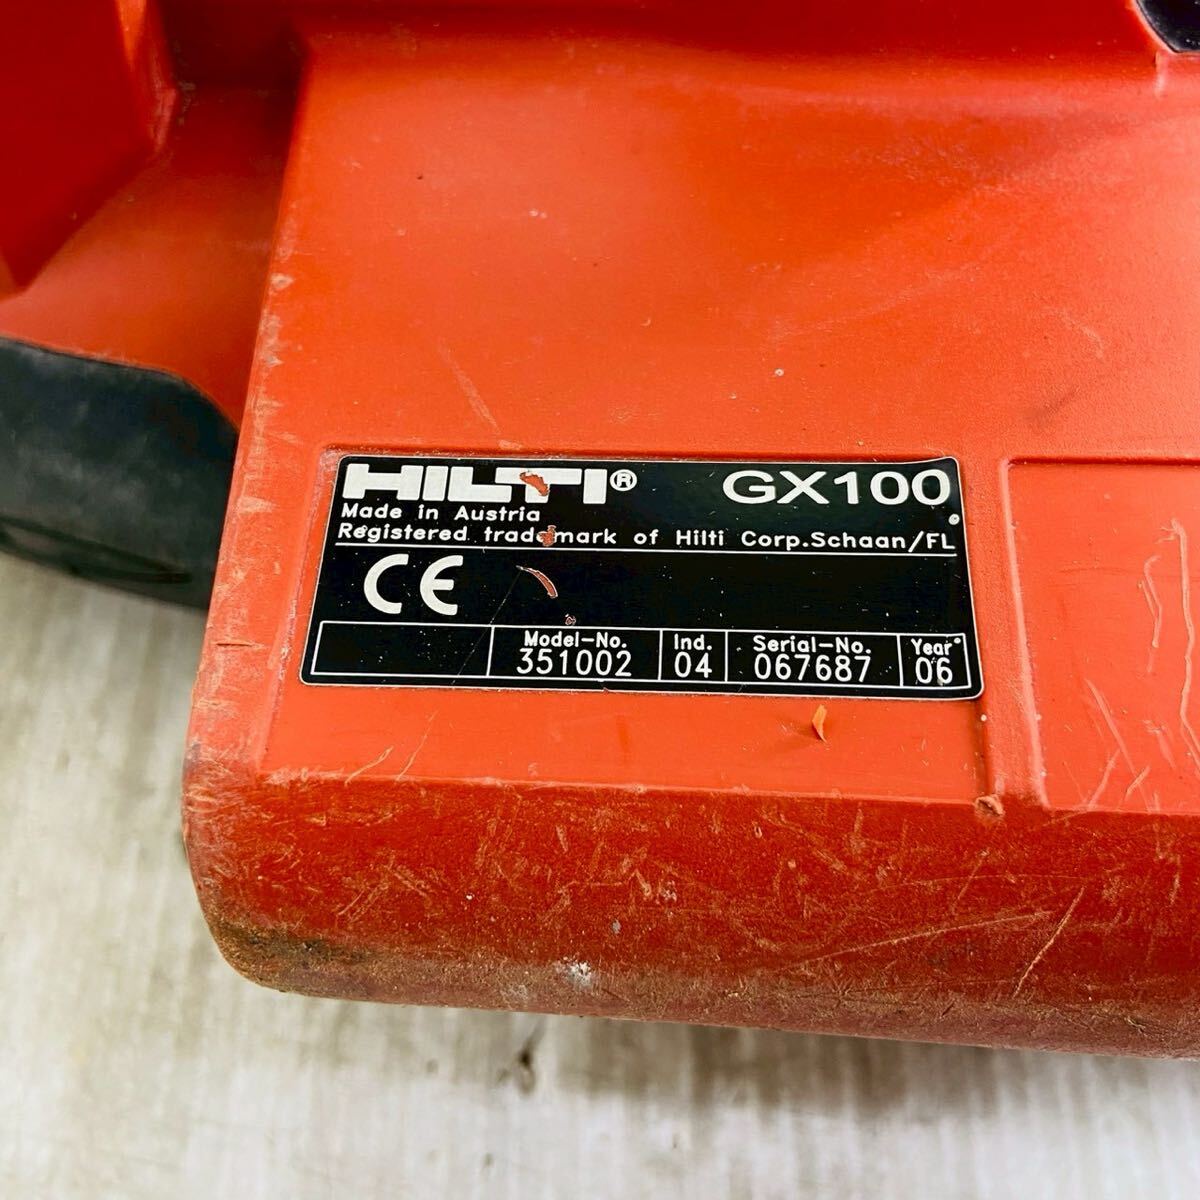 HILTI® GX100
Made in Austria
Registered trademark of Hilti Corp.Schaan/FL
CE
Model-No. Ind. Serial-No. Year
351002 04 067687 06